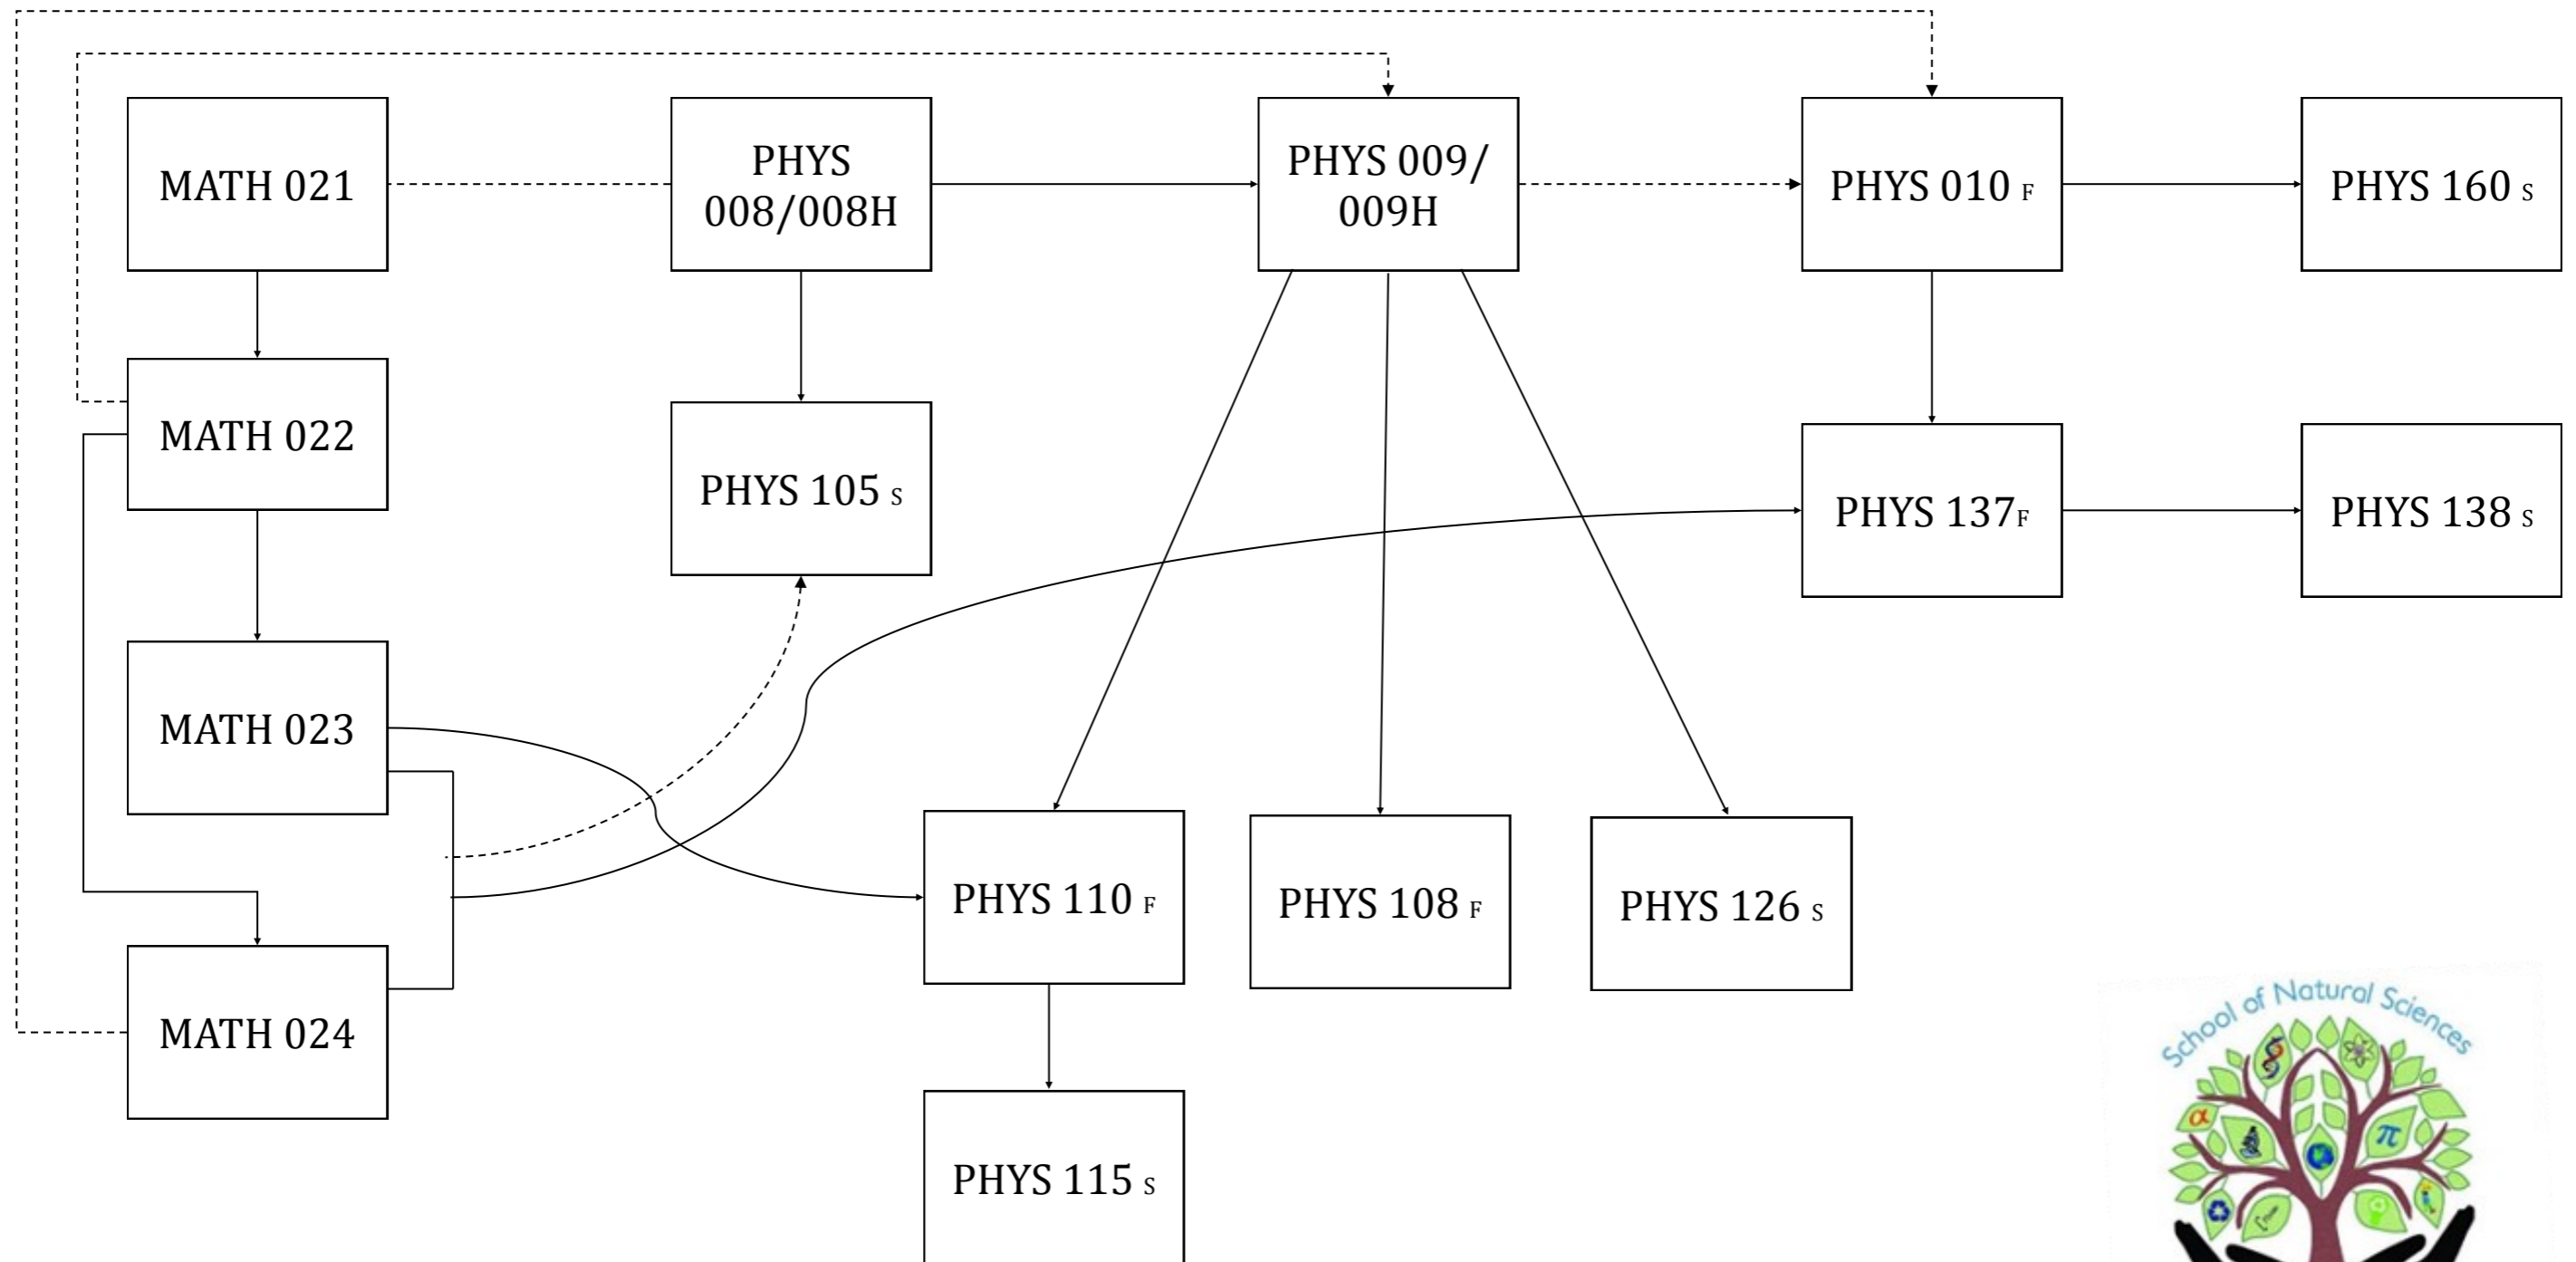 MATH 021
PHYS
008/008H
PHYS 009/
009H
PHYS 010 F
PHYS 160 S
MATH 022
PHYS 105 S
PHYS 137F
PHYS 138 S
MATH 023
PHYS 110 F
PHYS 108 F
PHYS 126 S
MATH 024
PHYS 115 S
School of Natural Sciences
α
π